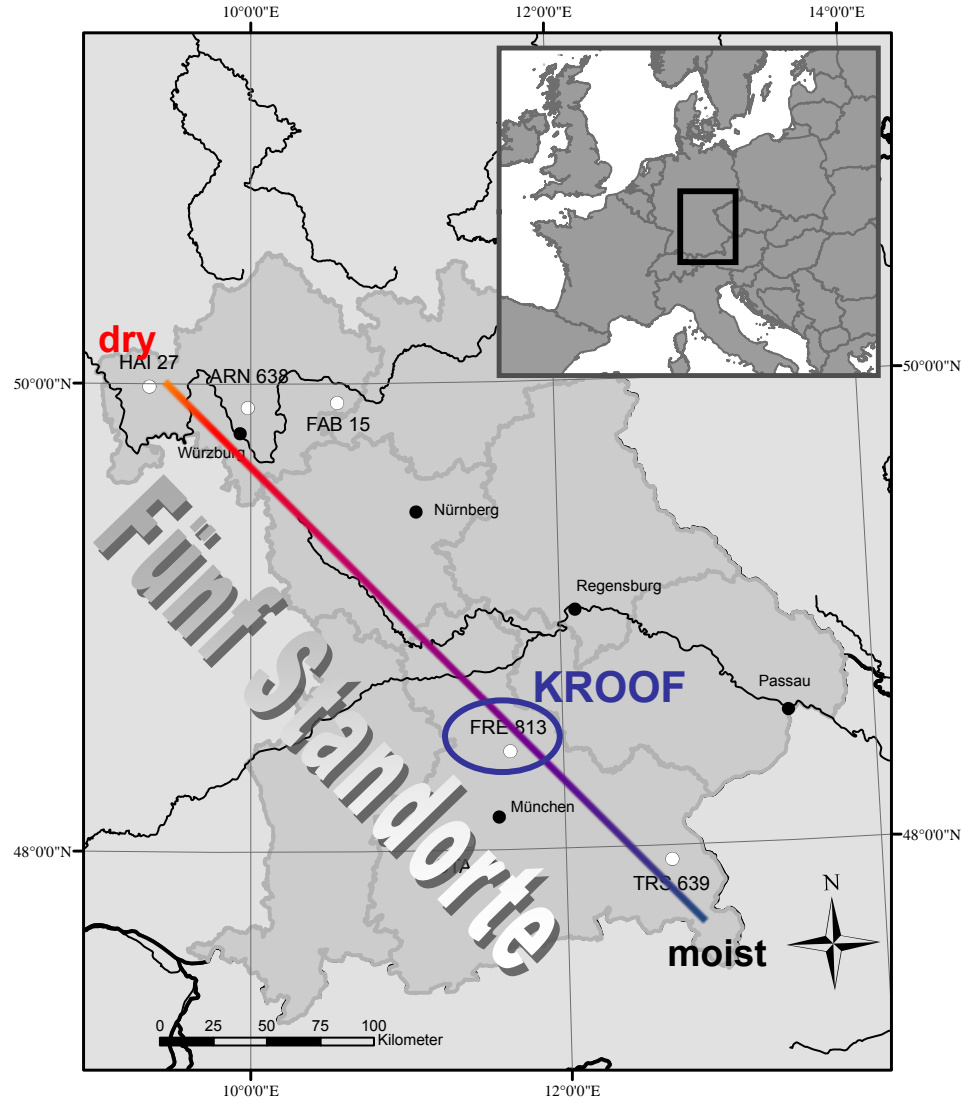 10°0'0"E
12°0'0"E
14°0'0"E
dry
HAI 27
ARN 638
50°0'0"N
50°0'0"N
FAB 15
Würzburg
Nürnberg
Fünf Standorte
Regensburg
KROOF
Passau
FRE 813
München
48°0'0"N
48°0'0"N
TRS 639
N
moist
0 25 50 75 100
Kilometer
10°0'0"E
12°0'0"E